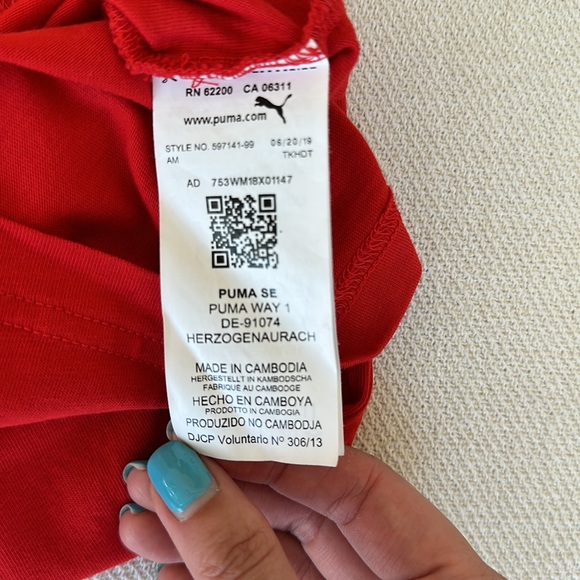 RN 62200 CA 06311
www.puma.com
STYLE NO. 597141-99 06/20/19
AM TKHDT
AD 753WM18X01147
PUMA SE
PUMA WAY 1
DE-91074
HERZOGENAURACH
MADE IN CAMBODIA
HERGESTELLT IN KAMBODSCHA
FABRIQUÉ AU CAMBODGE
HECHO EN CAMBOYA
PRODOTTO IN CAMBOGIA
PRODUZIDO NO CAMBODJA
DJCP Voluntario Nº 306/13